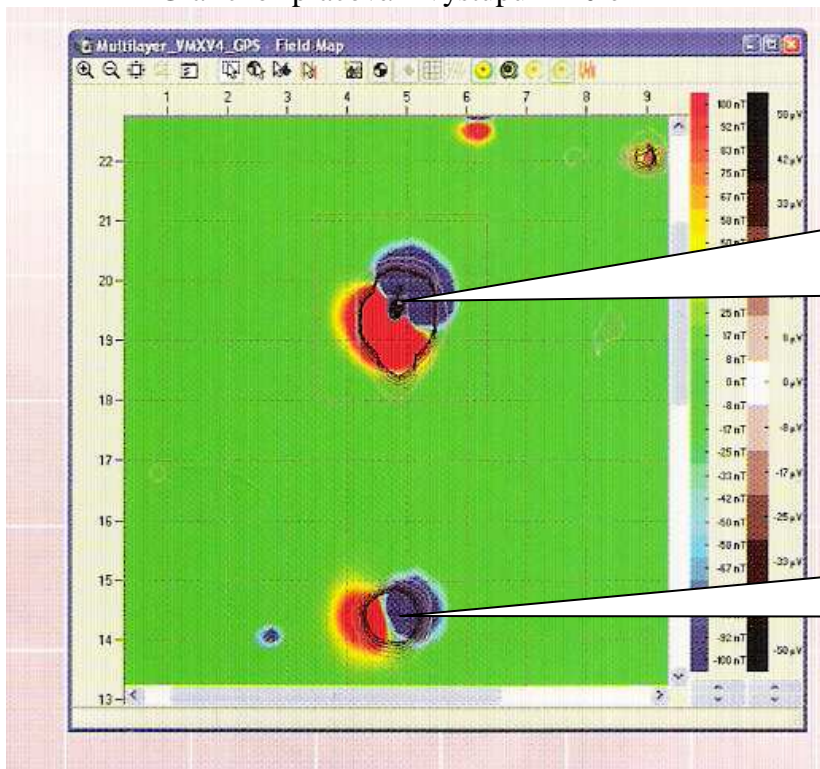 Multilayer_VMXV4_GPS - Field Map
1 2 3 4 5 6 7 8 9
100 nT
92 nT
83 nT
75 nT
67 nT
58 nT
25 nT
17 nT
8 nT
0 nT
-8 nT
-17 nT
-25 nT
-33 nT
-42 nT
-50 nT
-58 nT
-67 nT
-92 nT
-100 nT
42 µV
33 µV
8 µV
0 µV
-8 µV
-17 µV
-25 µV
-33 µV
-50 µV
22
21
20
19
18
17
16
15
14
13